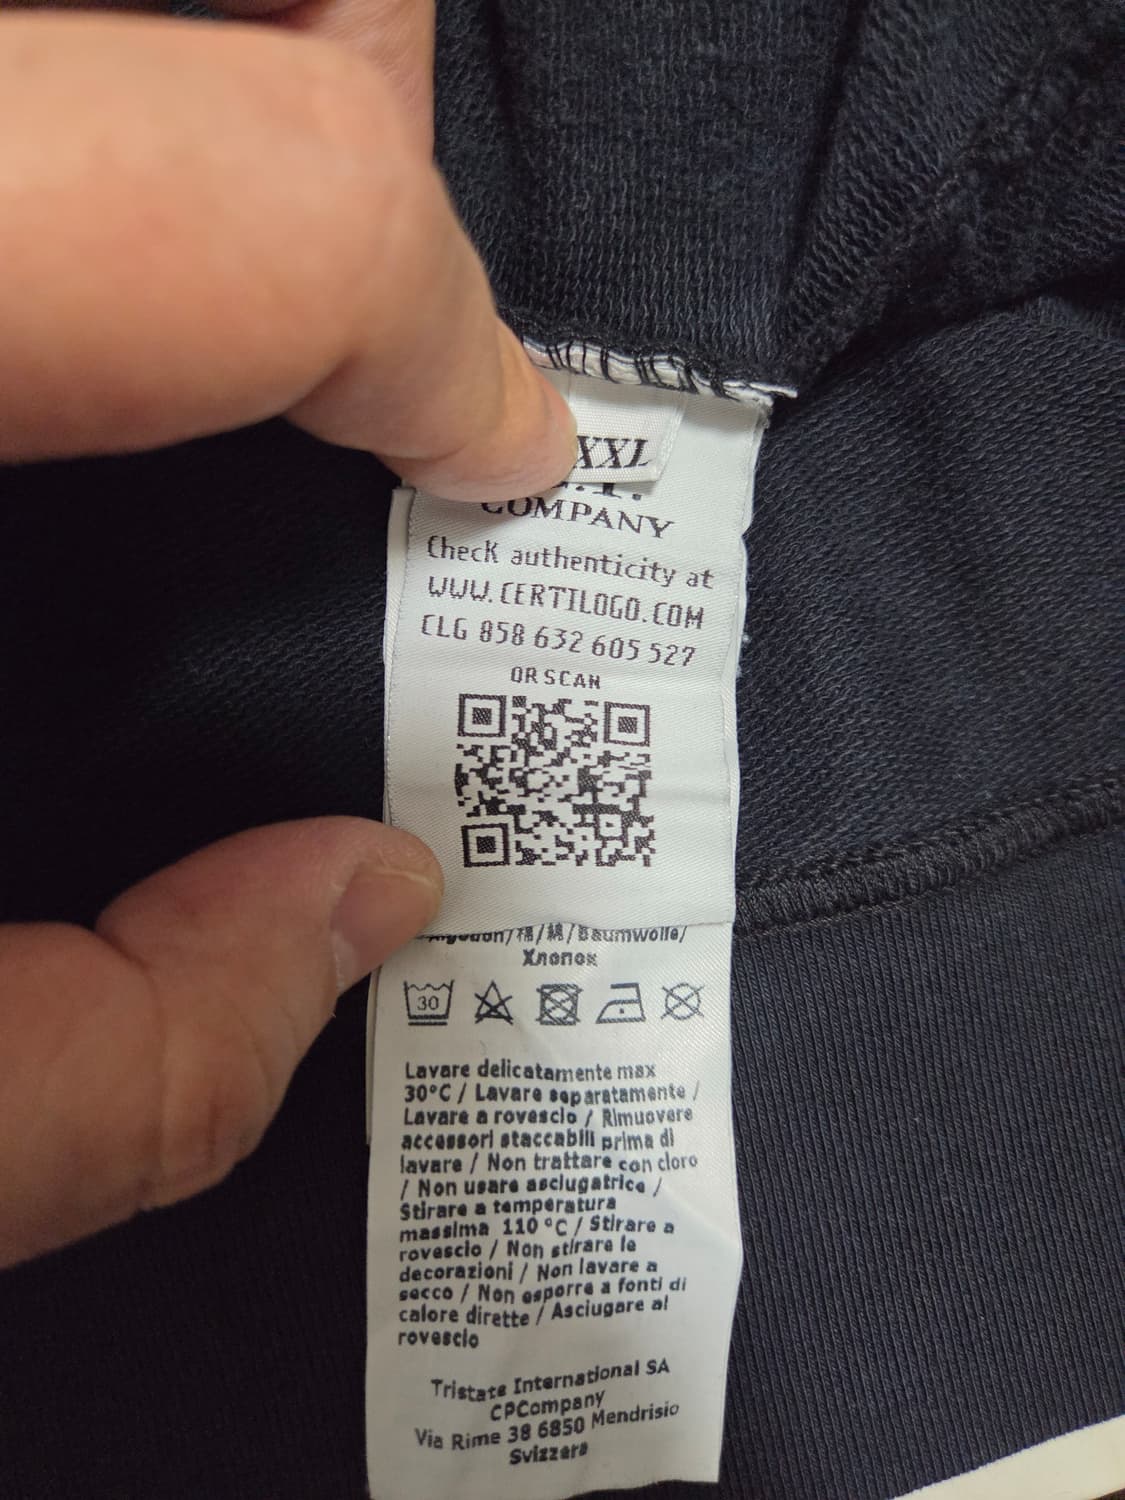 XXL
COMPANY
Check authenticity at
WWW.CERTILOGO.COM
CLG 858 632 605 527
OR SCAN
Algodon/棉/綿/Baumwolle/
Хлопок
30
Lavare delicatamente max
30°C / Lavare separatamente /
Lavare a rovescio / Rimuovere
accessori staccabili prima di
lavare / Non trattare con cloro
/ Non usare asciugatrice /
Stirare a temperatura
massima 110 °C / Stirare a
rovescio / Non stirare le
decorazioni / Non lavare a
secco / Non esporre a fonti di
calore dirette / Asciugare al
rovescio
Tristate International SA
CPCompany
Via Rime 38 6850 Mendrisio
Svizzera